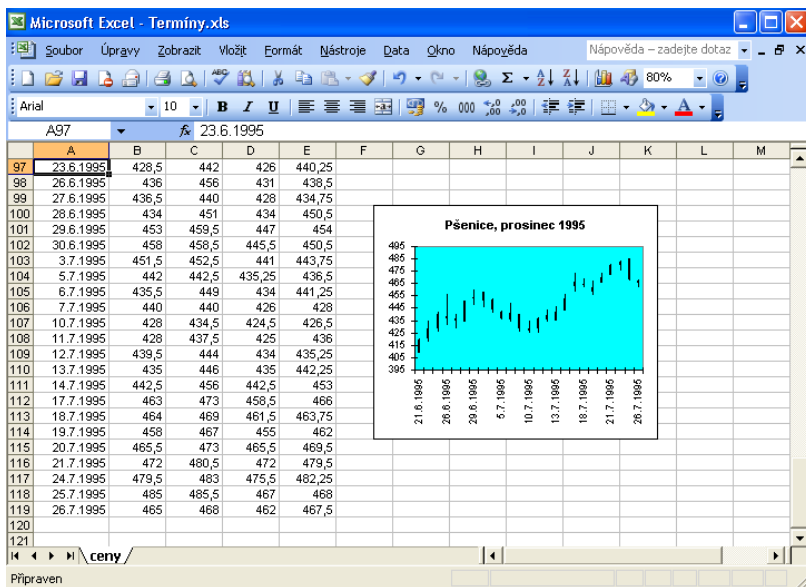 Microsoft Excel - Termíny.xls
Soubor Úpravy Zobrazit Vložit Formát Nástroje Data Okno Nápověda Nápověda – zadejte dotaz
80%
Arial 10 B I U % 000
A97 fx 23.6.1995
A B C D E F G H I J K L M
97 23.6.1995 428,5 442 426 440,25
98 26.6.1995 436 456 431 438,5
99 27.6.1995 436,5 440 428 434,75
100 28.6.1995 434 451 434 450,5
101 29.6.1995 453 459,5 447 454
102 30.6.1995 458 458,5 445,5 450,5
103 3.7.1995 451,5 452,5 441 443,75
104 5.7.1995 442 442,5 435,25 436,5
105 6.7.1995 435,5 449 434 441,25
106 7.7.1995 440 440 426 428
107 10.7.1995 428 434,5 424,5 426,5
108 11.7.1995 428 437,5 425 436
109 12.7.1995 439,5 444 434 435,25
110 13.7.1995 435 446 435 442,25
111 14.7.1995 442,5 456 442,5 453
112 17.7.1995 463 473 458,5 466
113 18.7.1995 464 469 461,5 463,75
114 19.7.1995 458 467 455 462
115 20.7.1995 465,5 473 465,5 469,5
116 21.7.1995 472 480,5 472 479,5
117 24.7.1995 479,5 483 475,5 482,25
118 25.7.1995 485 485,5 467 468
119 26.7.1995 465 468 462 467,5
120
121
Pšenice, prosinec 1995
495
485
475
465
455
445
435
425
415
405
395
21.6.1995
26.6.1995
29.6.1995
5.7.1995
10.7.1995
13.7.1995
18.7.1995
21.7.1995
26.7.1995
ceny
Připraven